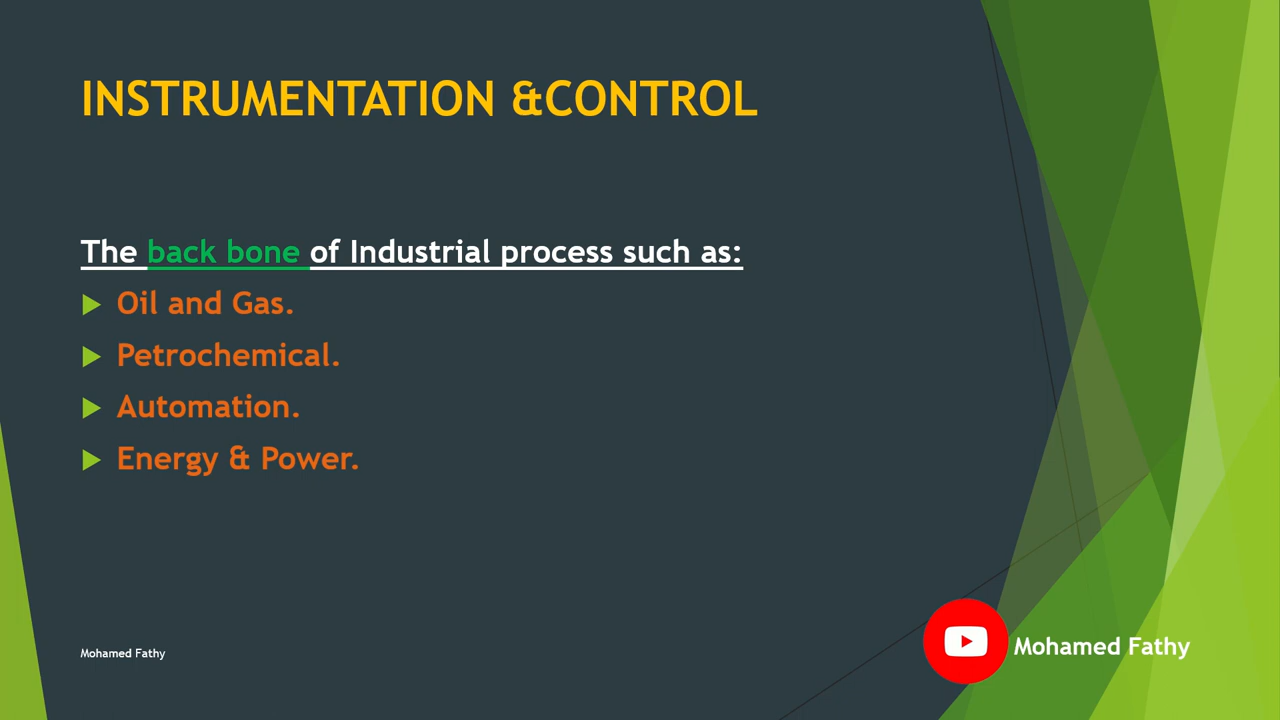 INSTRUMENTATION &CONTROL
The back bone of Industrial process such as:
Oil and Gas.
Petrochemical.
Automation.
Energy & Power.
Mohamed Fathy
Mohamed Fathy